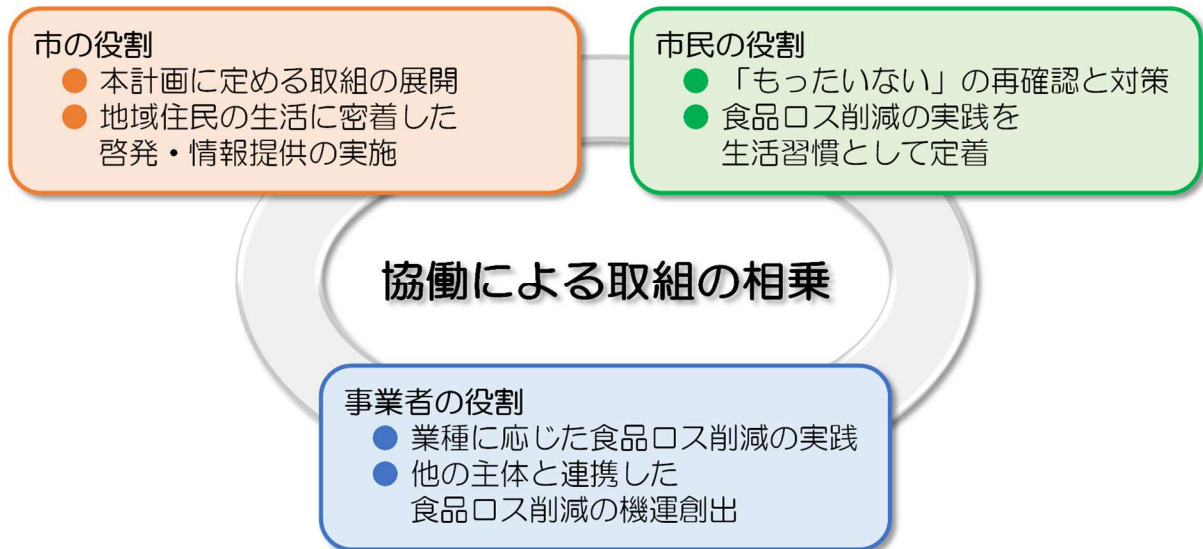 市の役割
● 本計画に定める取組の展開
● 地域住民の生活に密着した
啓発・情報提供の実施
市民の役割
● 「もったいない」の再確認と対策
● 食品ロス削減の実践を
生活習慣として定着
協働による取組の相乗
事業者の役割
● 業種に応じた食品ロス削減の実践
● 他の主体と連携した
食品ロス削減の機運創出